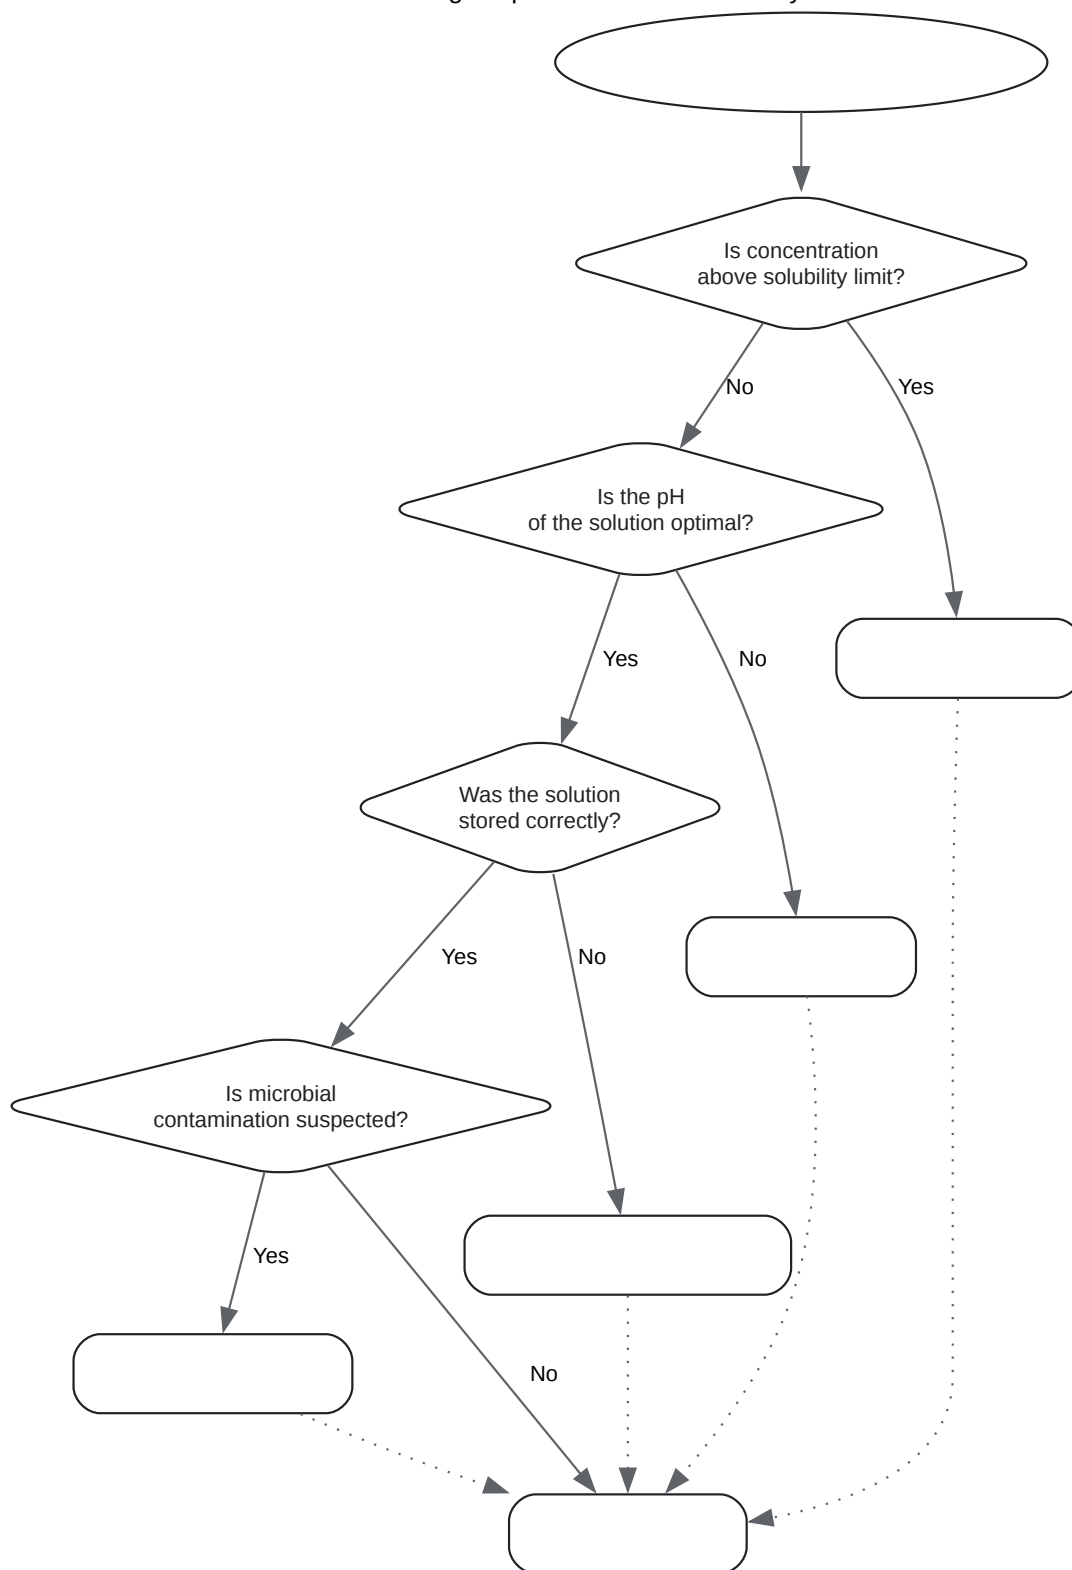 Is concentration
above solubility limit?
No
Yes
Is the pH
of the solution optimal?
Yes
No
Was the solution
stored correctly?
Yes
No
Is microbial
contamination suspected?
Yes
No